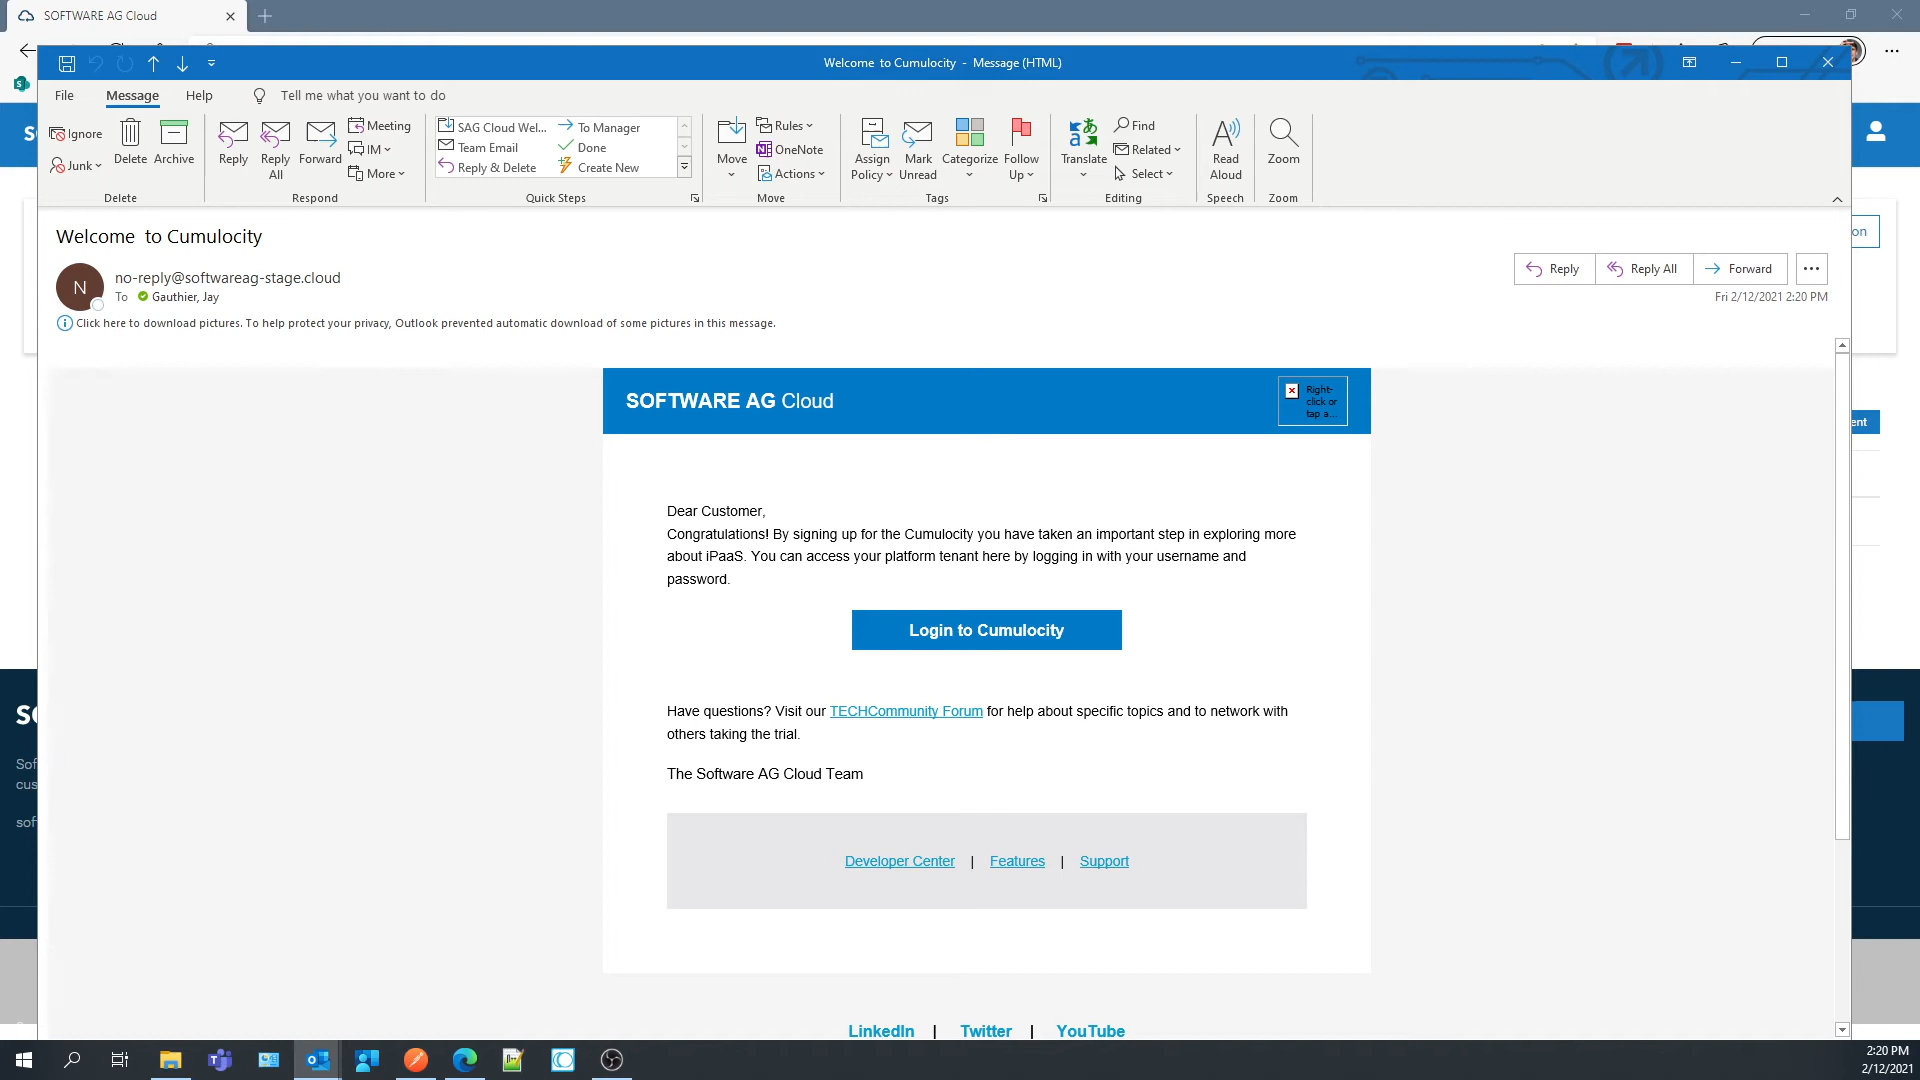 SOFTWARE AG Cloud
Welcome to Cumulocity - Message (HTML)
File Message Help Tell me what you want to do
Ignore
Junk
Delete
Archive
Reply
Reply All
Forward
Meeting
IM
More
SAG Cloud Wel...
Team Email
Reply & Delete
To Manager
Done
Create New
Move
Rules
OneNote
Actions
Assign Policy
Mark Unread
Categorize
Follow Up
Translate
Find
Related
Select
Read Aloud
Zoom
Delete Respond Quick Steps Move Tags Editing Speech Zoom
Welcome to Cumulocity
on
N
no-reply@softwareag-stage.cloud
To Gauthier, Jay
Reply Reply All Forward
Fri 2/12/2021 2:20 PM
Click here to download pictures. To help protect your privacy, Outlook prevented automatic download of some pictures in this message.
SOFTWARE AG Cloud
Right-
click or
tap a...
ent
Dear Customer,
Congratulations! By signing up for the Cumulocity you have taken an important step in exploring more
about iPaaS. You can access your platform tenant here by logging in with your username and
password.
Login to Cumulocity
Have questions? Visit our TECHCommunity Forum for help about specific topics and to network with
others taking the trial.
The Software AG Cloud Team
Sof
cus
sof
Developer Center | Features | Support
LinkedIn | Twitter | YouTube
2:20 PM
2/12/2021